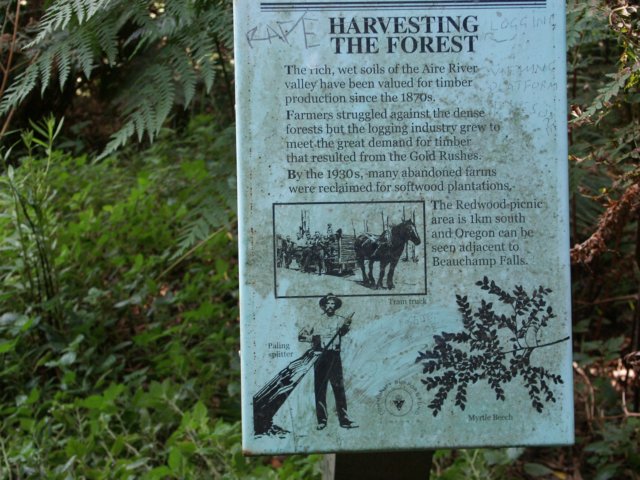 RAPE
HARVESTING
LOGGING
THE FOREST
The rich, wet soils of the Aire River
valley have been valued for timber
production since the 1870s.
Farmers struggled against the dense
forests but the logging industry grew to
meet the great demand for timber
that resulted from the Gold Rushes.
By the 1930s, many abandoned farms
were reclaimed for softwood plantations.
The Redwood picnic
area is 1km south
and Oregon can be
seen adjacent to
Beauchamp Falls.
Tram truck
Paling
splitter
Myrtle Beech